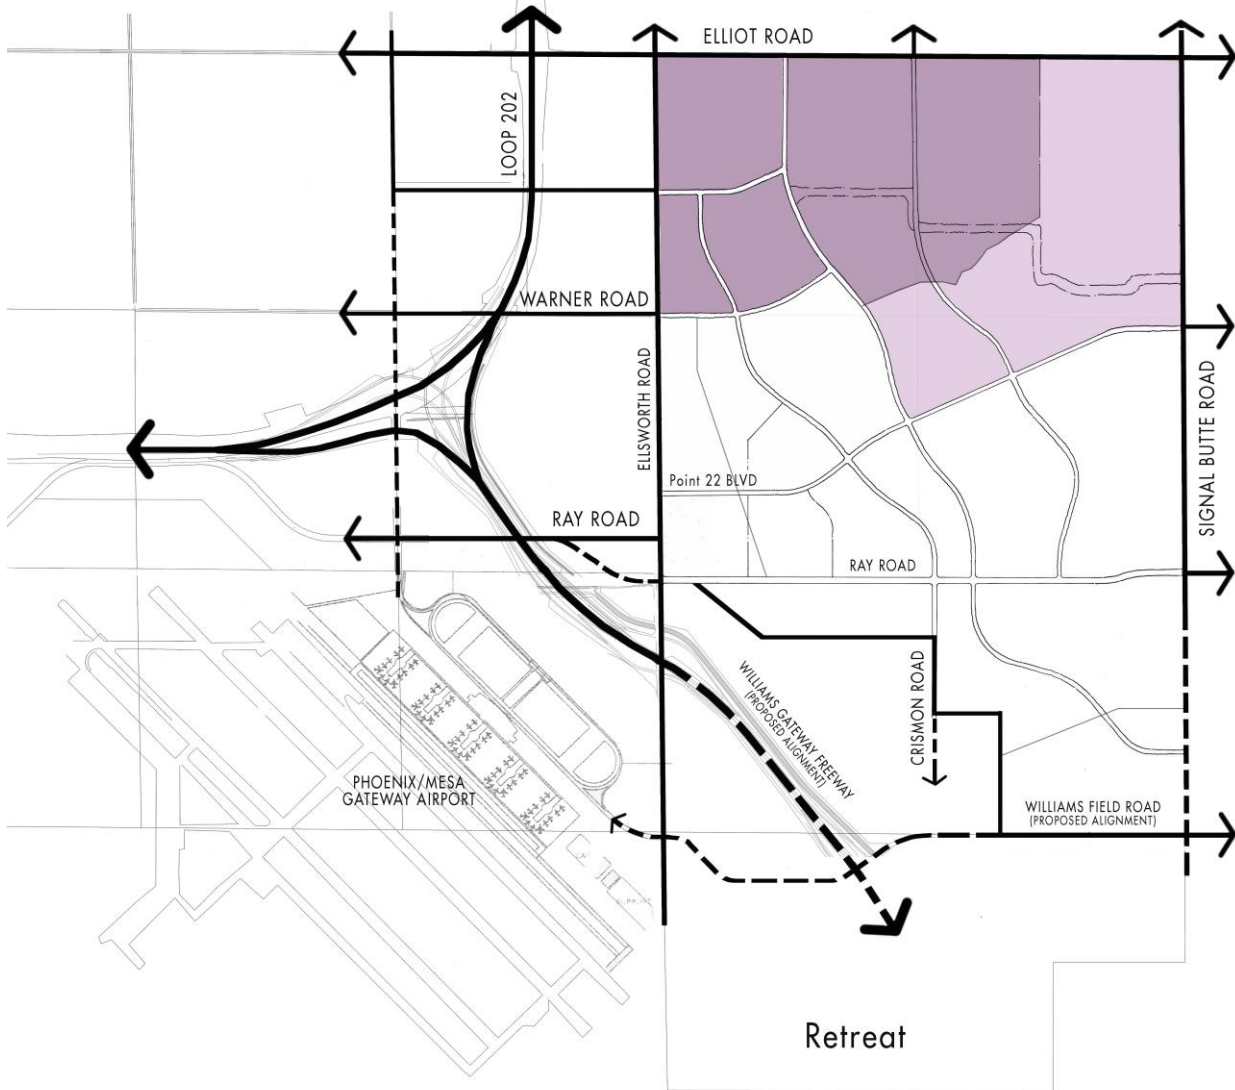 ELLIOT ROAD
LOOP 202
WARNER ROAD
ELLSWORTH ROAD
SIGNAL BUTTE ROAD
Point 22 BLVD
RAY ROAD
RAY ROAD
CRISMON ROAD
WILLIAMS GATEWAY FREEWAY
(PROPOSED ALIGNMENT)
PHOENIX/MESA
GATEWAY AIRPORT
WILLIAMS FIELD ROAD
(PROPOSED ALIGNMENT)
Retreat